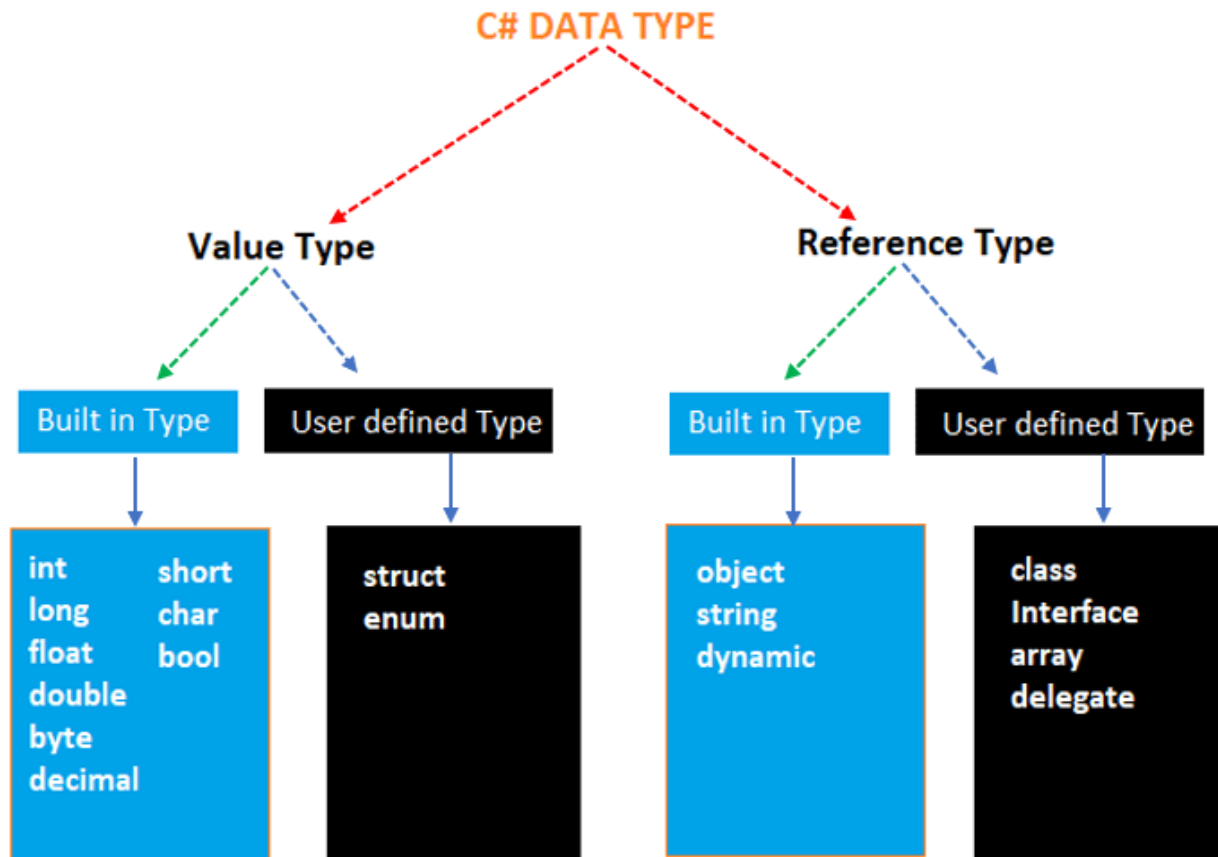 C# DATA TYPE
Value Type
Reference Type
Built in Type
User defined Type
Built in Type
User defined Type
int
long
float
double
byte
decimal
short
char
bool
struct
enum
object
string
dynamic
class
Interface
array
delegate